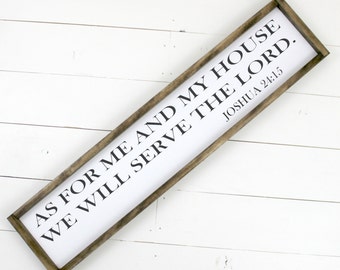 AS FOR ME AND MY HOUSE
WE WILL SERVE THE LORD.
JOSHUA 24:15